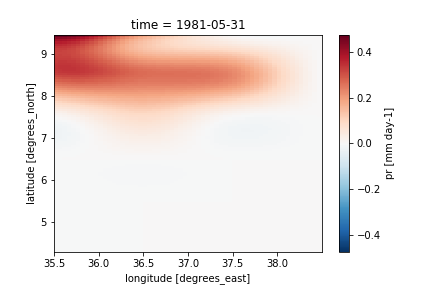 time = 1981-05-31
latitude [degrees_north]
9
8
7
6
5
35.5 36.0 36.5 37.0 37.5 38.0
longitude [degrees_east]
0.4
0.2
0.0
−0.2
−0.4
pr [mm day-1]